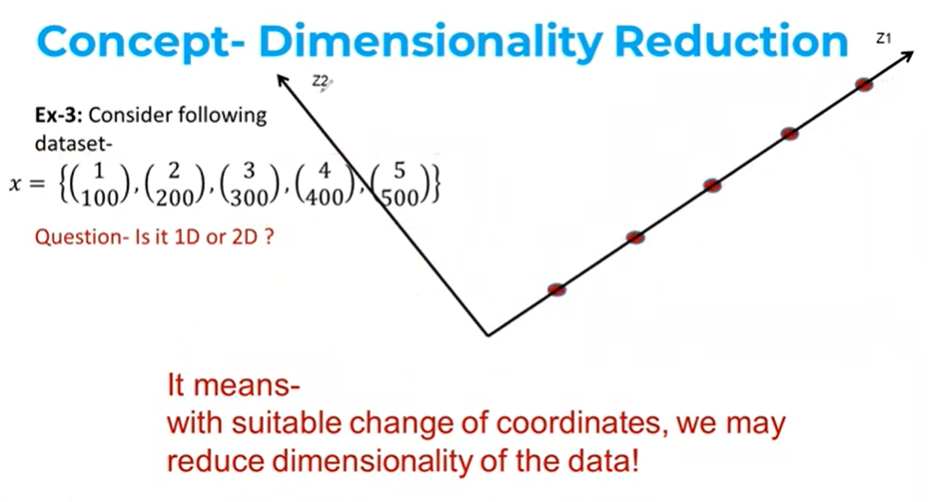 Concept- Dimensionality Reduction
Z1
Z2
Ex-3: Consider following
dataset-
x = {(1 100), (2 200), (3 300), (4 400), (5 500)}
Question- Is it 1D or 2D ?
It means-
with suitable change of coordinates, we may
reduce dimensionality of the data!